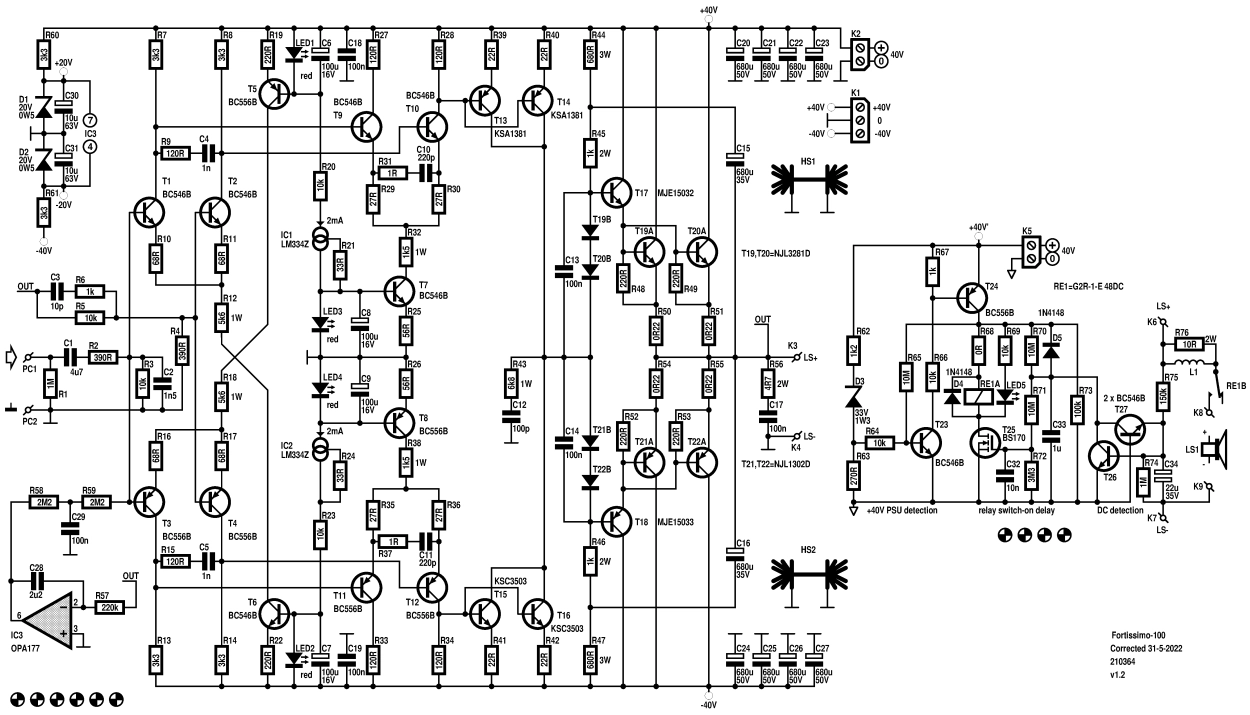 +40V
R60
3k3
+20V
D1
20V
0W5
C30
10u
63V
7
IC3
4
D2
20V
0W5
C31
10u
63V
-20V
R61
3k3
-40V
R7
3k3
R8
3k3
R19
220R
LED1
red
C6
100u
16V
C18
100n
R27
120R
R28
120R
R39
22R
R40
22R
R44
680R
3W
T5
BC556B
BC546B
T9
BC546B
T10
T13
KSA1381
T14
KSA1381
C20
680u
50V
C21
680u
50V
C22
680u
50V
C23
680u
50V
K2
+
0
40V
K1
+40V
-40V
+40V
0
-40V
R9
120R
C4
1n
T1
BC546B
T2
BC546B
R20
10k
R31
1R
C10
220p
R29
27R
R30
27R
R45
1k
2W
C15
680u
35V
HS1
R10
68R
R11
68R
2mA
IC1
LM334Z
R21
33R
R32
1k5
1W
T17
MJE15032
T19B
T20B
T19A
T20A
T19,T20=NJL3281D
C13
100n
220R
R48
220R
R49
OUT
C3
10p
R6
1k
R5
10k
R12
5k6
1W
R4
390R
LED3
C8
100u
16V
T7
BC546B
R25
56R
R50
0R22
R51
0R22
PC1
C1
4u7
R2
390R
R3
10k
C2
1n5
R1
1M
PC2
R18
5k6
1W
LED4
C9
100u
16V
R26
56R
R43
6k8
1W
C12
100p
R54
0R22
R55
0R22
OUT
K3
LS+
R56
4R7
2W
C17
100n
LS-
K4
R16
68R
R17
68R
T8
BC556B
2mA
IC2
LM334Z
R24
33R
R38
1k5
1W
C14
100n
T21B
T22B
R52
220R
R53
220R
T21A
T22A
T21,T22=NJL1302D
R58
2M2
R59
2M2
C29
100n
T3
BC556B
T4
BC556B
R23
10k
R35
27R
R36
27R
1R
R37
C11
220p
T18
MJE15033
R46
1k
2W
C16
680u
35V
HS2
R15
120R
C5
1n
C28
2u2
OUT
R57
220k
6
2
3
IC3
OPA177
T6
BC546B
T11
BC556B
T12
BC556B
KSC3503
T15
T16
KSC3503
R13
3k3
R14
3k3
R22
220R
LED2
red
C7
100u
16V
C19
100n
R33
120R
R34
120R
R41
22R
R42
22R
R47
680R
3W
C24
680u
50V
C25
680u
50V
C26
680u
50V
C27
680u
50V
-40V
+40V'
K5
+
0
40V
R67
1k
T24
BC556B
RE1=G2R-1-E 48DC
R62
1k2
D3
33V
1W3
R64
10k
R63
270R
R65
10M
R66
10k
R68
0R
R69
10k
R70
10M
1N4148
D5
1N4148
D4
RE1A
LED5
R71
10M
R73
100k
T23
BC546B
T25
BS170
C32
10n
R72
3M3
C33
1u
2 x BC546B
T27
T26
R74
1M
C34
22u
35V
K6
LS+
R76
10R
2W
L1
R75
150k
RE1B
K8
LS1
+
-
K9
K7
LS-
+40V PSU detection
relay switch-on delay
DC detection
Fortissimo-100
Corrected 31-5-2022
210364
v1.2